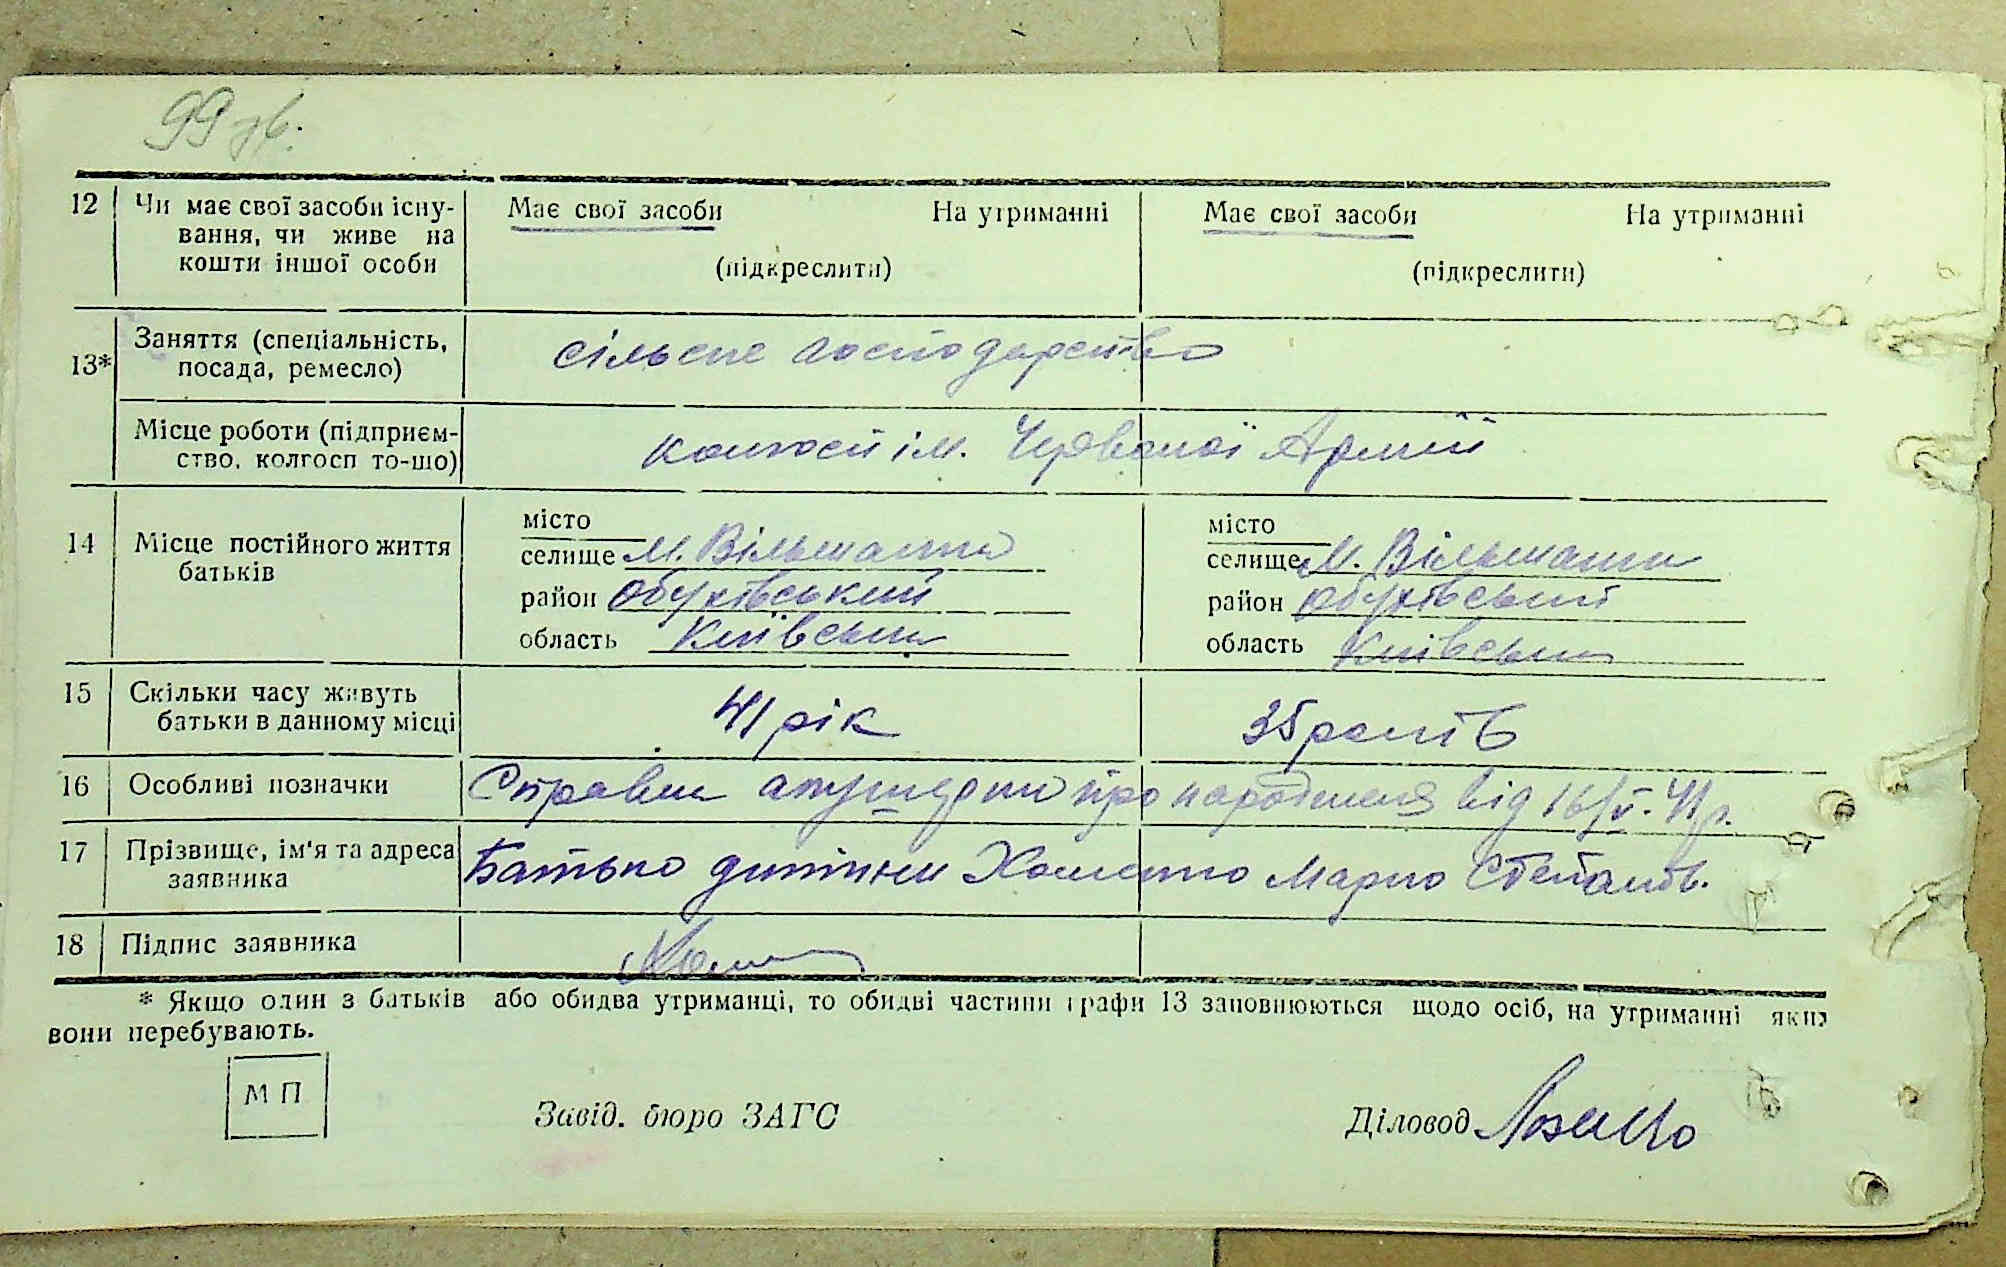 99 зв.
12 Чи має свої засоби існу- Має свої засоби На утриманні Має свої засоби На утриманні
вання, чи живе на
кошти іншої особи (підкреслити) (підкреслити)
Заняття (спеціальність, сільське господарство
13* посада, ремесло)
Місце роботи (підприєм- колгосп ім. Червоної Армії
ство, колгосп то-що)
місто місто
14 Місце постійного життя селище М. Вільшанка селище М. Вільшанка
батьків район Обухівський район Обухівський
область Київська область Київська
15 Скільки часу живуть 41 рік 35 років
батьки в данному місці
16 Особливі позначки Справка про народження від 16/V. 41 р.
17 Прізвище, ім'я та адреса Батько дитини Марко Степанов.
заявника
18 Підпис заявника
* Якщо один з батьків або обидва утриманці, то обидві частини графи 13 заповнюються щодо осіб, на утриманні яких
вони перебувають.
М П
Завід. бюро ЗАГС Діловод